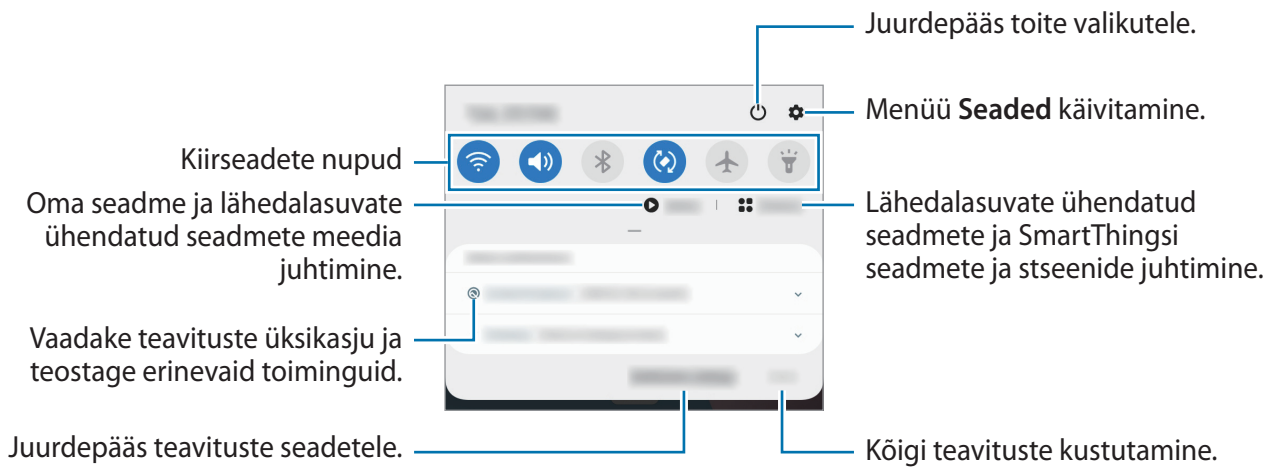 Juurdepääs toite valikutele.
Menüü Seaded käivitamine.
Kiirseadete nupud
Oma seadme ja lähedalasuvate
ühendatud seadmete meedia
juhtimine.
Lähedalasuvate ühendatud
seadmete ja SmartThingsi
seadmete ja stseenide juhtimine.
Vaadake teavituste üksikasju ja
teostage erinevaid toiminguid.
Juurdepääs teavituste seadetele.
Kõigi teavituste kustutamine.